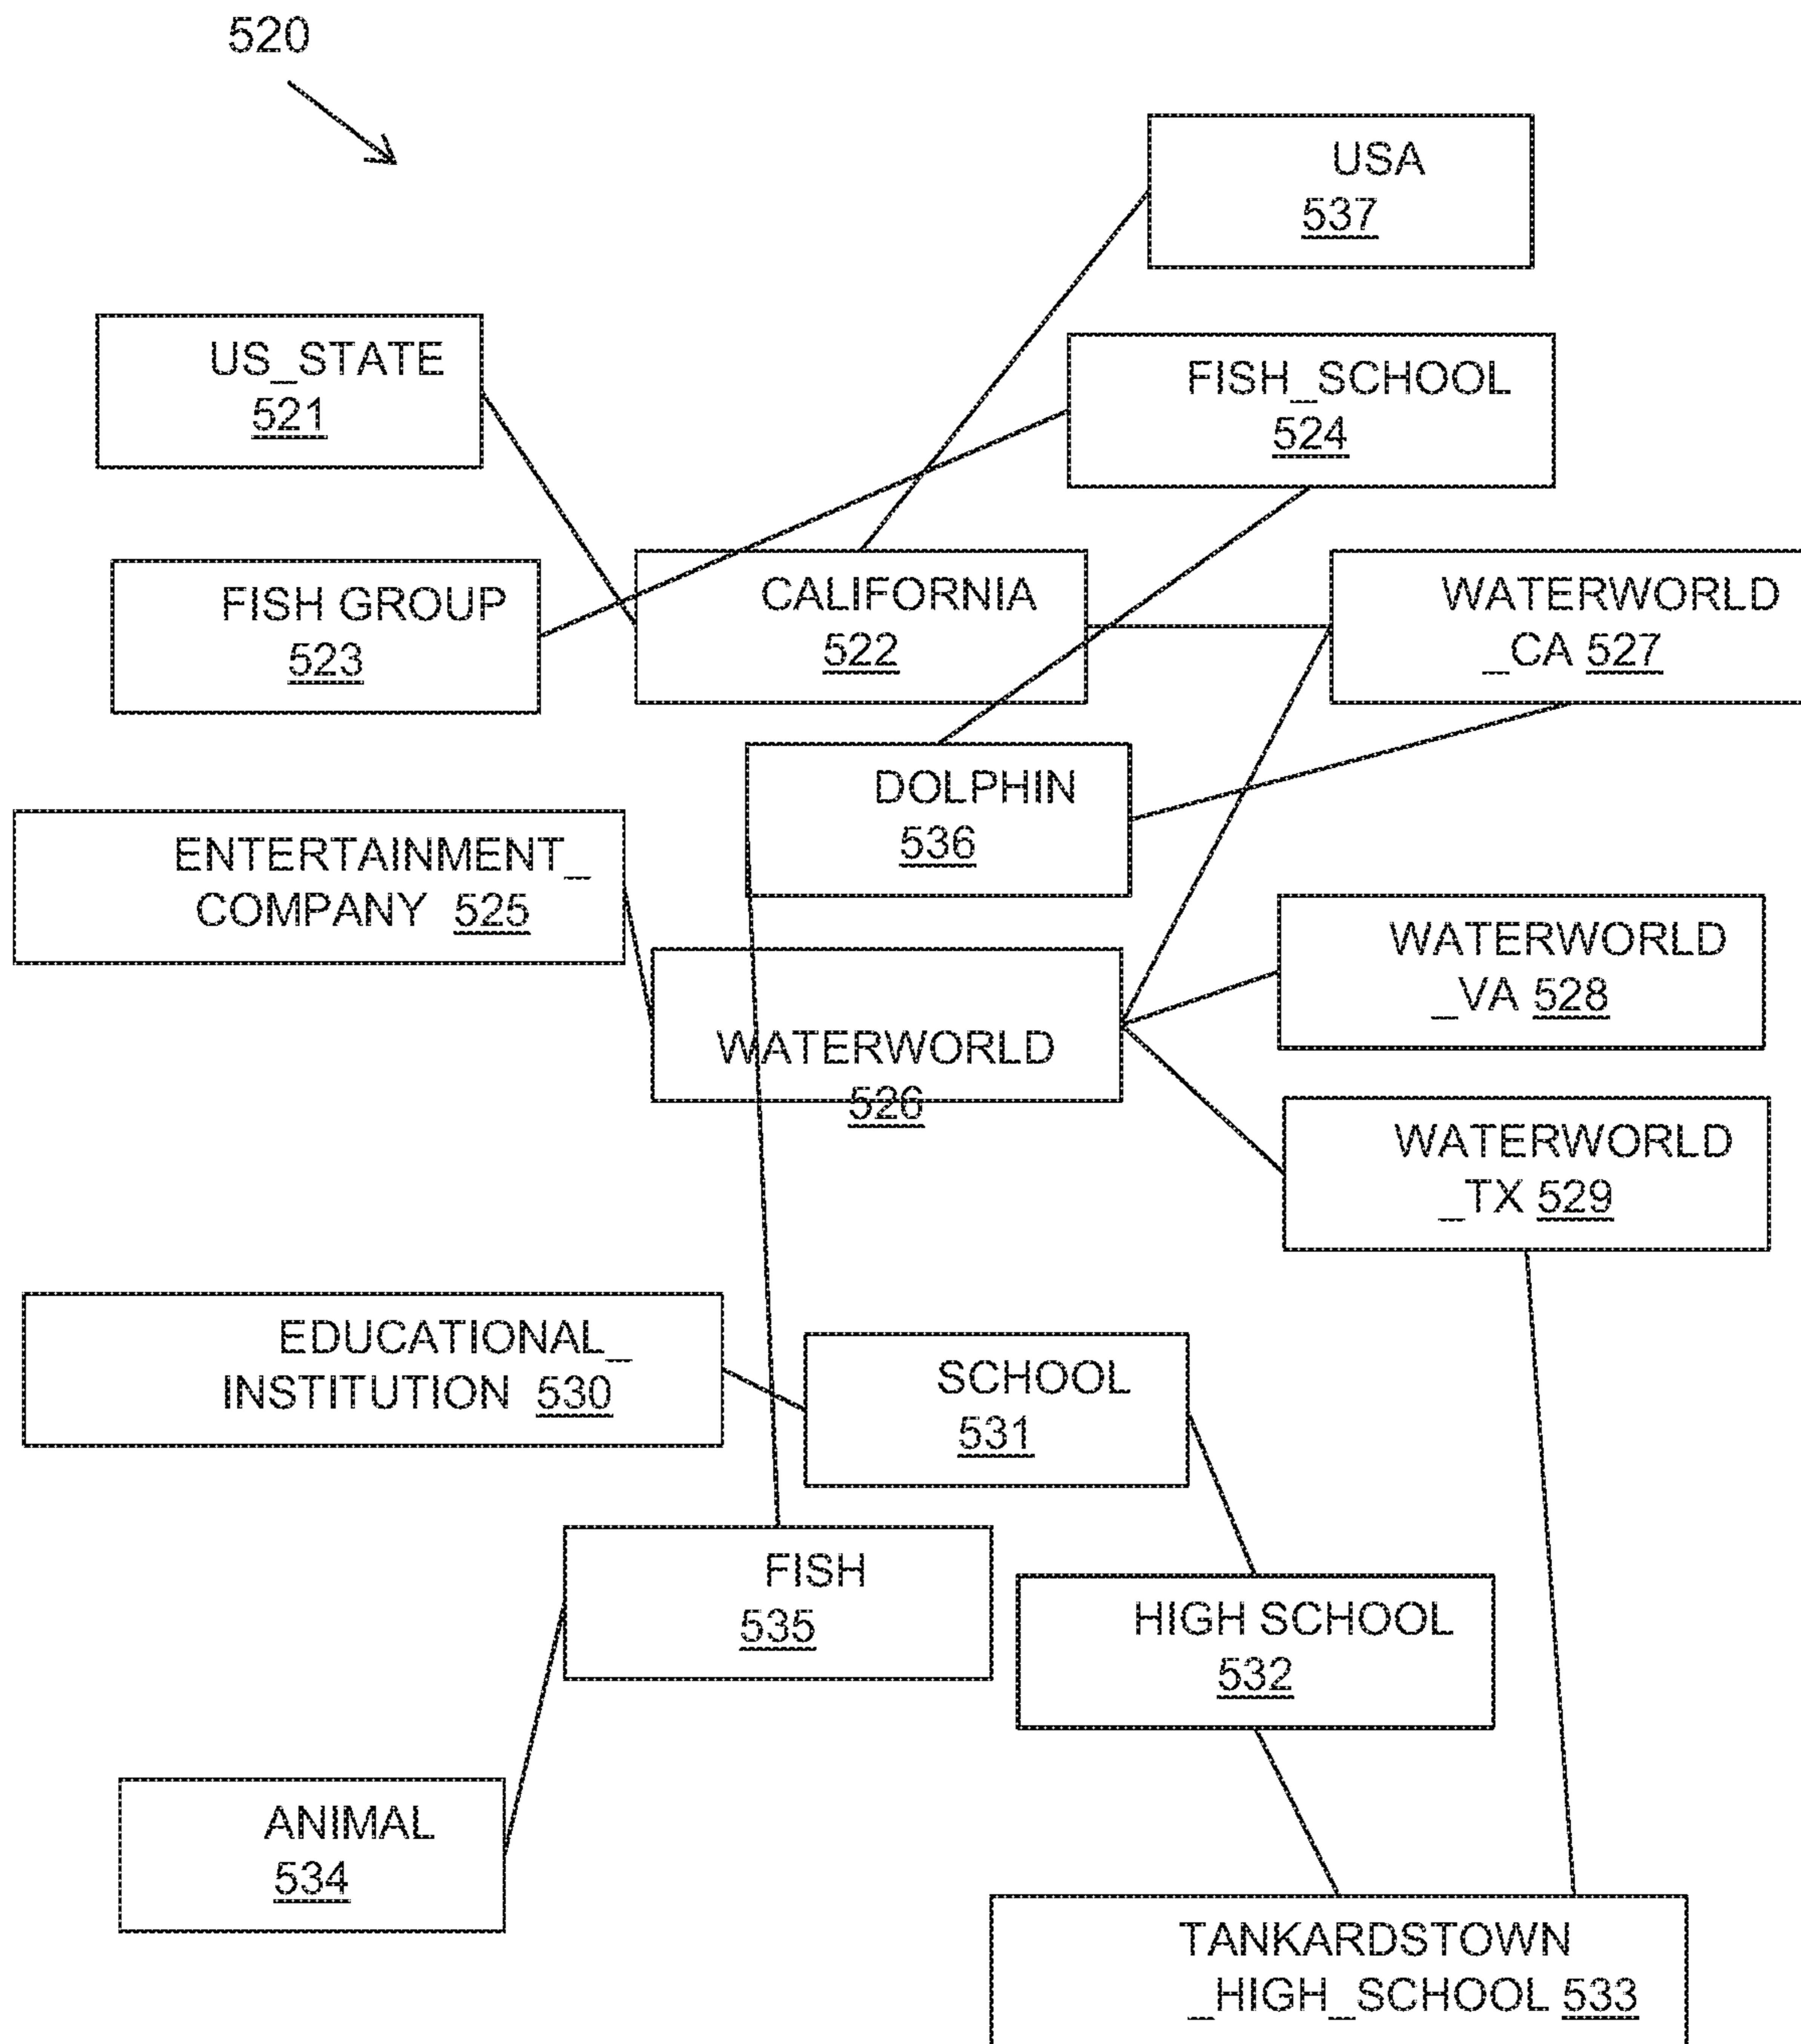 520
USA
537
US_STATE
521
FISH_SCHOOL
524
FISH GROUP
523
CALIFORNIA
522
WATERWORLD
_CA 527
DOLPHIN
536
ENTERTAINMENT_
COMPANY 525
WATERWORLD
_VA 528
WATERWORLD
526
WATERWORLD
_TX 529
EDUCATIONAL_
INSTITUTION 530
SCHOOL
531
FISH
535
HIGH SCHOOL
532
ANIMAL
534
TANKARDSTOWN
_HIGH_SCHOOL 533